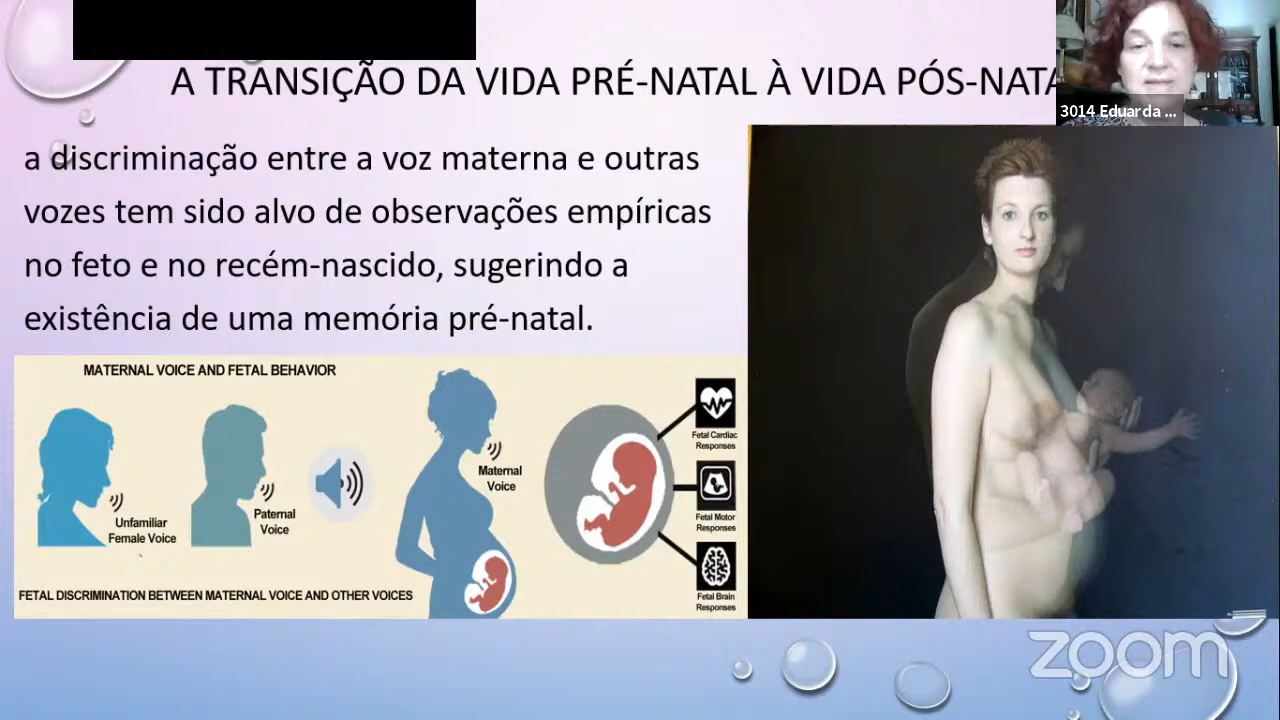 A TRANSIÇÃO DA VIDA PRÉ-NATAL À VIDA PÓS-NATA
3014 Eduarda ...
a discriminação entre a voz materna e outras
vozes tem sido alvo de observações empíricas
no feto e no recém-nascido, sugerindo a
existência de uma memória pré-natal.
MATERNAL VOICE AND FETAL BEHAVIOR
Unfamiliar
Female Voice
Paternal
Voice
Maternal
Voice
Fetal Cardiac
Responses
Fetal Motor
Responses
Fetal Brain
Responses
FETAL DISCRIMINATION BETWEEN MATERNAL VOICE AND OTHER VOICES
zoom